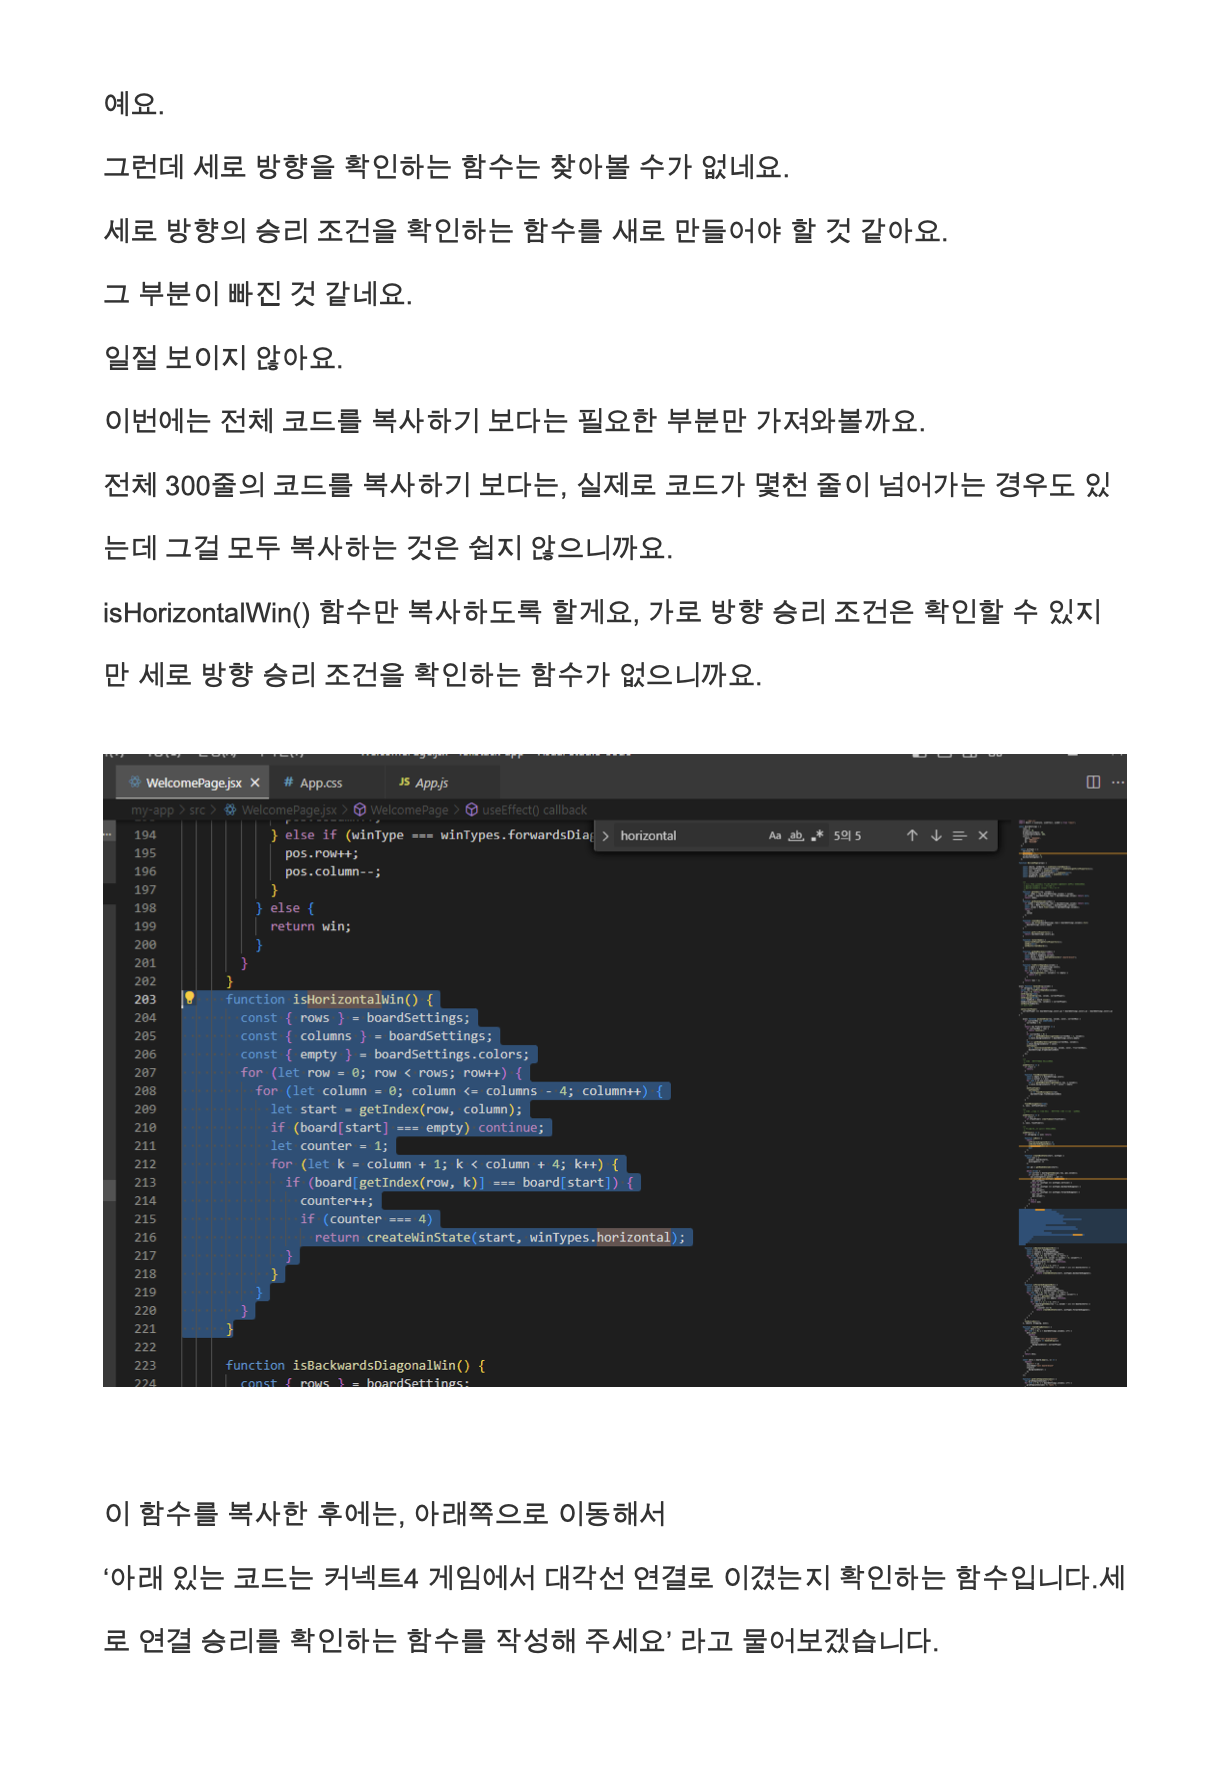 예요.
그런데 세로 방향을 확인하는 함수는 찾아볼 수가 없네요.
세로 방향의 승리 조건을 확인하는 함수를 새로 만들어야 할 것 같아요.
그 부분이 빠진 것 같네요.
일절 보이지 않아요.
이번에는 전체 코드를 복사하기 보다는 필요한 부분만 가져와볼까요.
전체 300줄의 코드를 복사하기 보다는, 실제로 코드가 몇천 줄이 넘어가는 경우도 있
는데 그걸 모두 복사하는 것은 쉽지 않으니까요.
isHorizontalWin() 함수만 복사하도록 할게요, 가로 방향 승리 조건은 확인할 수 있지
만 세로 방향 승리 조건을 확인하는 함수가 없으니까요.
WelcomePage.jsx × # App.css JS App.js ···
my-app > src > WelcomePage.jsx > WelcomePage > useEffect() callback
> horizontal Aa ab .* 5의 5 ↑ ↓ ×
194 } else if (winType === winTypes.forwardsDia
195 pos.row++;
196 pos.column--;
197 }
198 } else {
199 return win;
200 }
201 }
202 }
203 function isHorizontalWin() {
204 const { rows } = boardSettings;
205 const { columns } = boardSettings;
206 const { empty } = boardSettings.colors;
207 for (let row = 0; row < rows; row++) {
208 for (let column = 0; column <= columns - 4; column++) {
209 let start = getIndex(row, column);
210 if (board[start] === empty) continue;
211 let counter = 1;
212 for (let k = column + 1; k < column + 4; k++) {
213 if (board[getIndex(row, k)] === board[start]) {
214 counter++;
215 if (counter === 4)
216 return createWinState(start, winTypes.horizontal);
217 }
218 }
219 }
220 }
221 }
222
223 function isBackwardsDiagonalWin() {
224 const { rows } = boardSettings;
이 함수를 복사한 후에는, 아래쪽으로 이동해서
‘아래 있는 코드는 커넥트4 게임에서 대각선 연결로 이겼는지 확인하는 함수입니다.세
로 연결 승리를 확인하는 함수를 작성해 주세요’ 라고 물어보겠습니다.